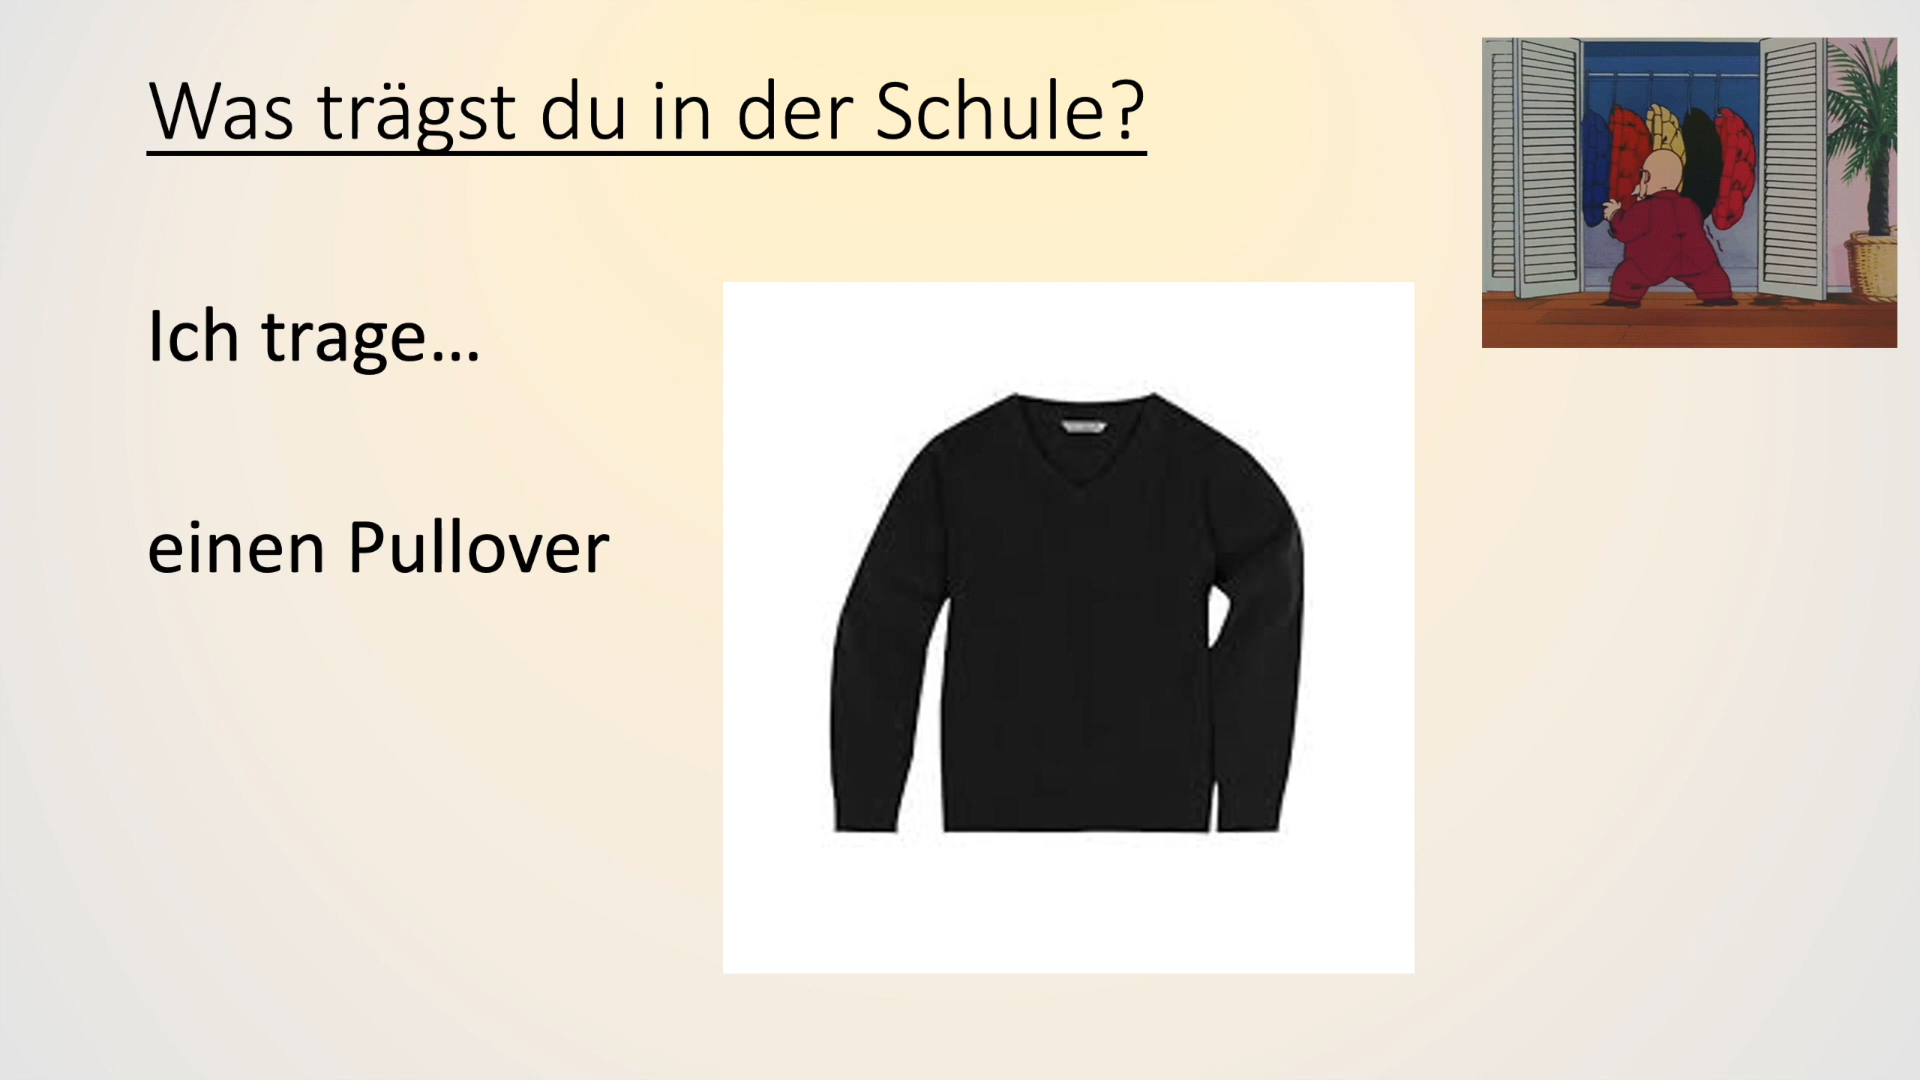 Was trägst du in der Schule?
Ich trage...
einen Pullover